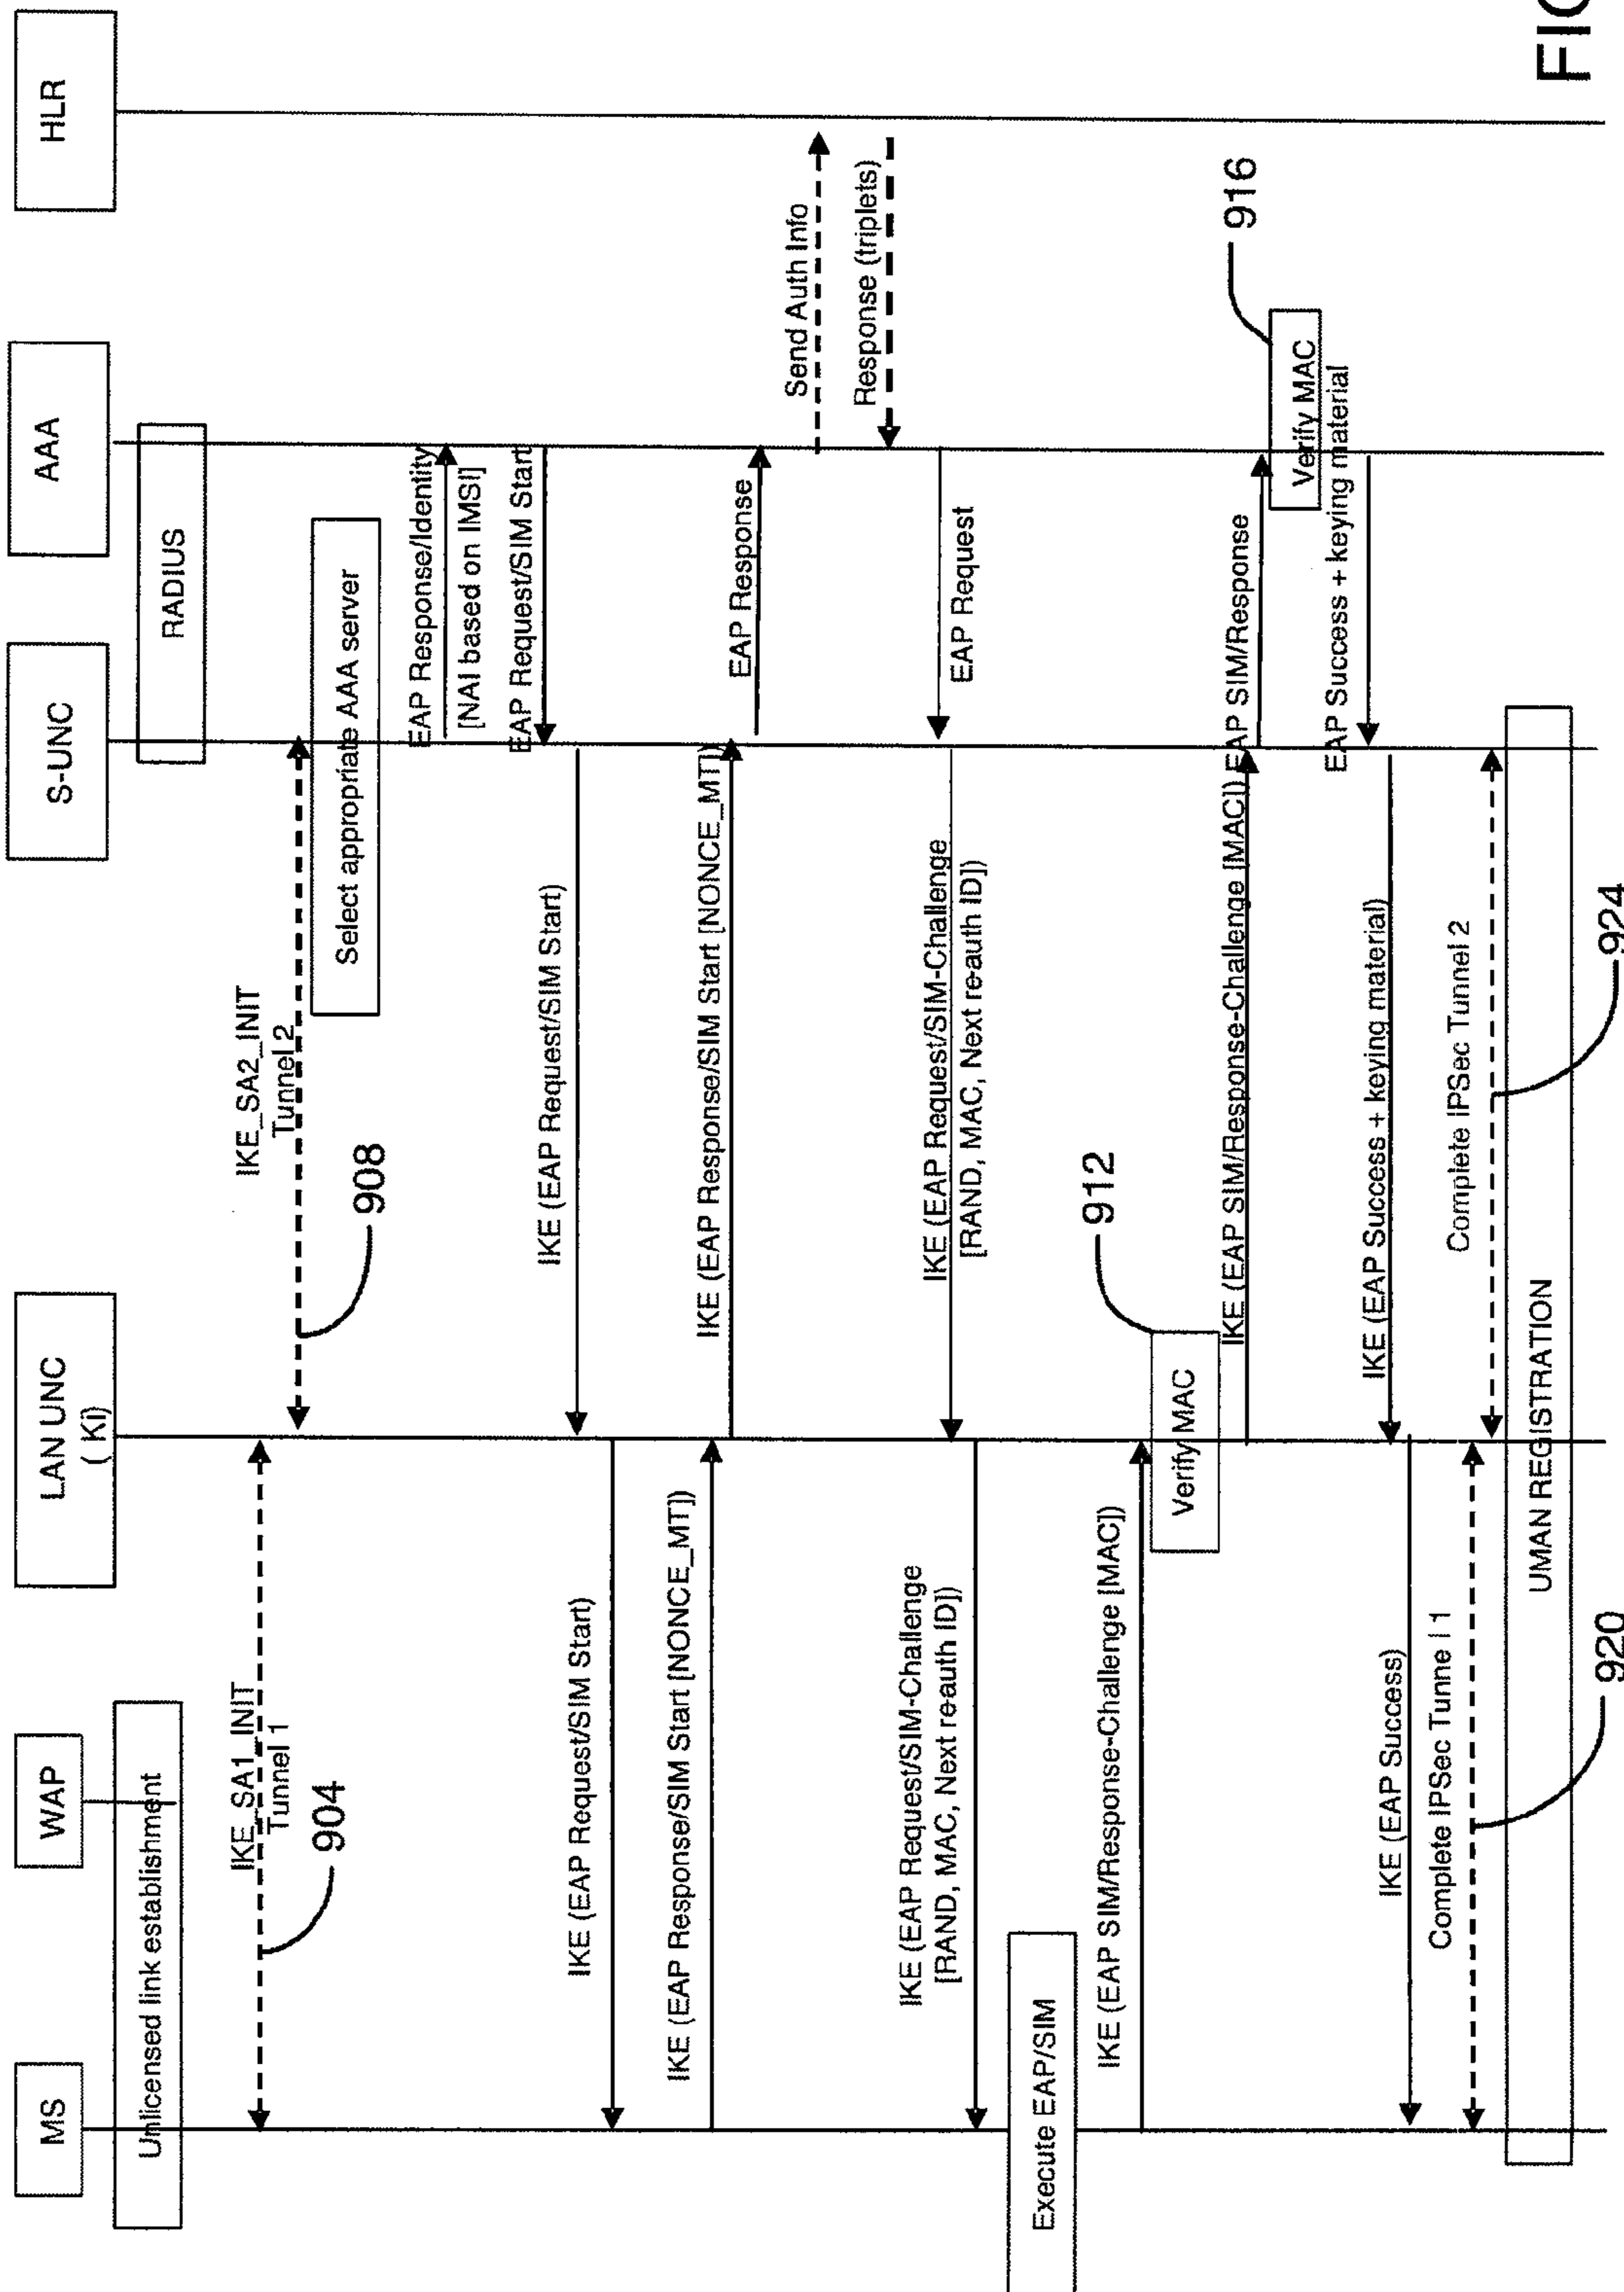 MS
WAP
LAN UNC
( Ki)
S-UNC
AAA
HLR
Unlicensed link establishment
RADIUS
IKE_SA1_INIT
Tunnel 1
904
IKE_SA2_INIT
Tunnel 2
908
Select appropriate AAA server
EAP Response/Identity
[NAI based on IMSI]
EAP Request/SIM Start
IKE (EAP Request/SIM Start)
IKE (EAP Request/SIM Start)
IKE (EAP Response/SIM Start [NONCE_MT])
IKE (EAP Response/SIM Start [NONCE_MT])
EAP Response
Send Auth Info
Response (triplets)
EAP Request
IKE (EAP Request/SIM-Challenge
[RAND, MAC, Next re-auth ID])
IKE (EAP Request/SIM-Challenge
[RAND, MAC, Next re-auth ID])
Execute EAP/SIM
IKE (EAP SIM/Response-Challenge [MAC])
912
Verify MAC
IKE (EAP SIM/Response-Challenge [MAC])
EAP SIM/Response
916
Verify MAC
EAP Success + keying material
IKE (EAP Success + keying material)
IKE (EAP Success)
Complete IPSec Tunne l 1
920
Complete IPSec Tunnel 2
924
UMAN REGISTRATION